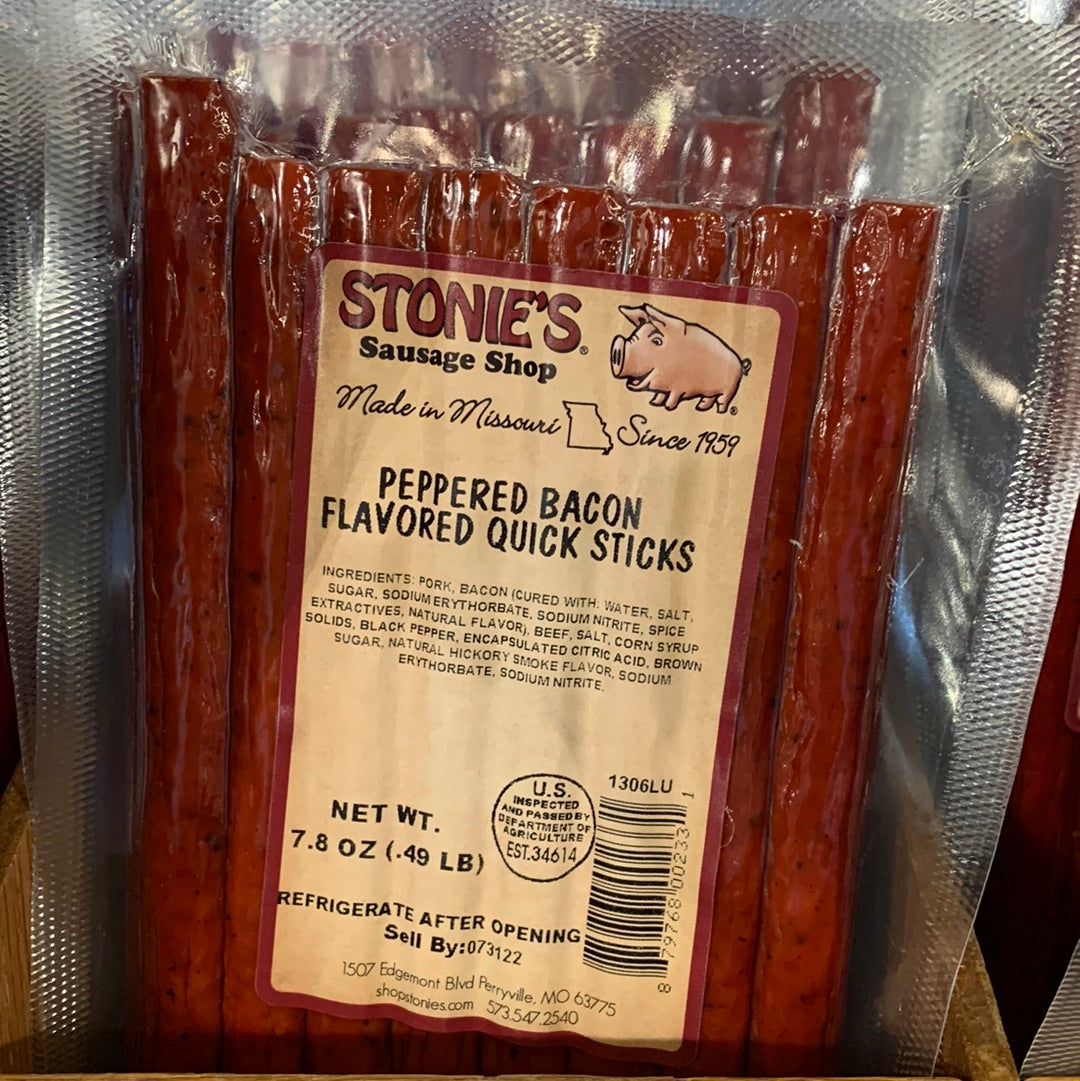 STONIE'S®
Sausage Shop
Made in Missouri Since 1959
PEPPERED BACON
FLAVORED QUICK STICKS
INGREDIENTS: PORK, BACON (CURED WITH: WATER, SALT,
SUGAR, SODIUM ERYTHORBATE, SODIUM NITRITE, SPICE
EXTRACTIVES, NATURAL FLAVOR), BEEF, SALT, CORN SYRUP
SOLIDS, BLACK PEPPER, ENCAPSULATED CITRIC ACID, BROWN
SUGAR, NATURAL HICKORY SMOKE FLAVOR, SODIUM
ERYTHORBATE, SODIUM NITRITE.
NET WT.
7.8 OZ (.49 LB)
U.S.
INSPECTED
AND PASSED BY
DEPARTMENT OF
AGRICULTURE
EST.34614
1306LU
8 79768 00233 1
REFRIGERATE AFTER OPENING
Sell By:073122
1507 Edgemont Blvd Perryville, MO 63775
shopstonies.com 573.547.2540